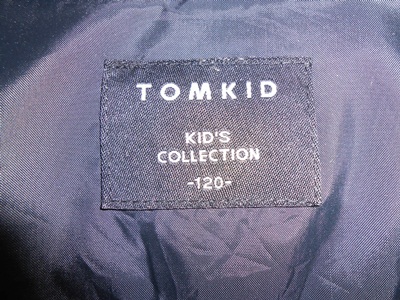 TOMKID
KID'S
COLLECTION
-120-